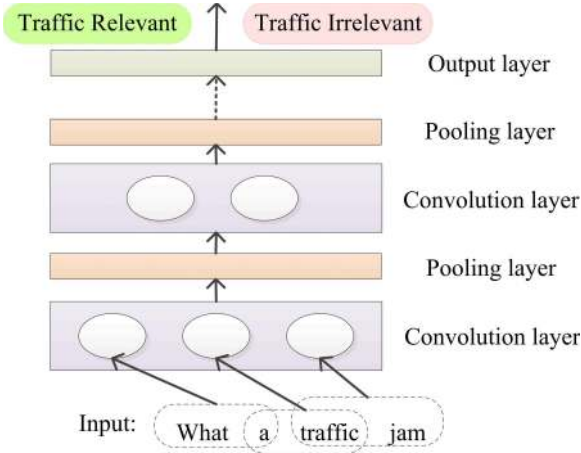 Traffic Relevant Traffic Irrelevant
Output layer
Pooling layer
Convolution layer
Pooling layer
Convolution layer
Input: What a traffic jam